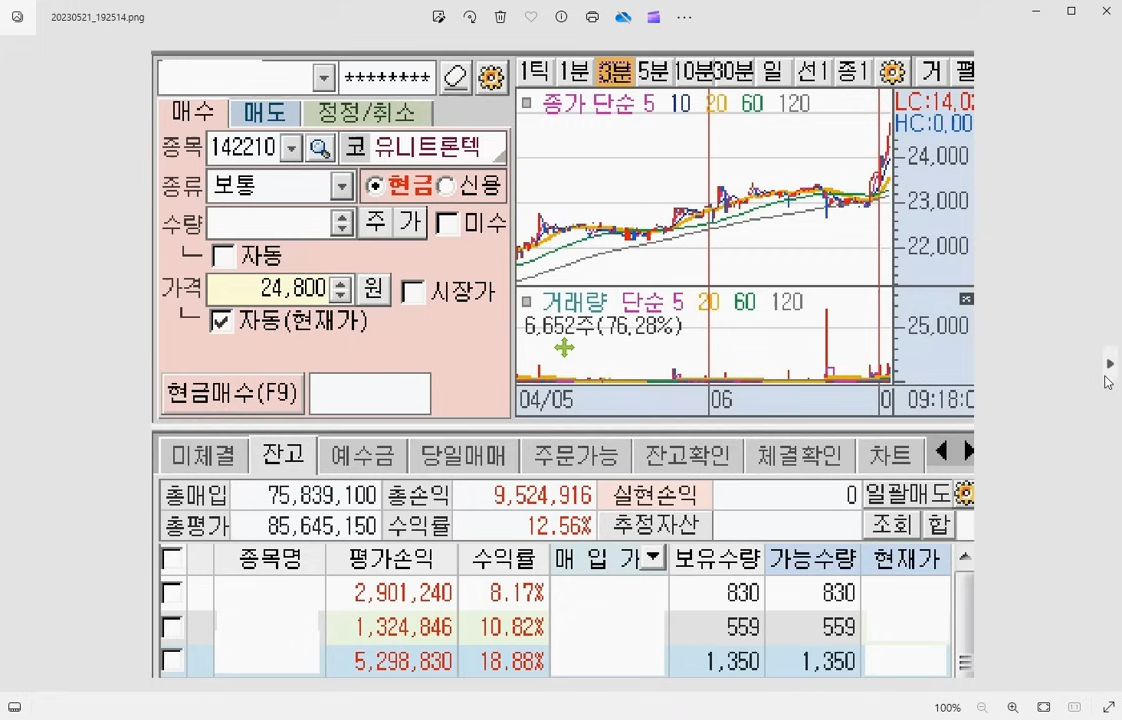 20230521_192514.png
********
1틱 1분 3분 5분 10분 30분 일 선1 종1 거 펼
매수 매도 정정/취소
종목 142210 코 유니트론텍
종류 보통 현금 신용
수량 주 가 미수
자동
가격 24,800 원 시장가
자동(현재가)
현금매수(F9)
종가 단순 5 10 20 60 120
LC:14,0
HC:0,00
24,000
23,000
22,000
거래량 단순 5 20 60 120
6,652주(76,28%)
25,000
04/05 06 0 09:18:0
미체결 잔고 예수금 당일매매 주문가능 잔고확인 체결확인 차트
총매입 75,839,100 총손익 9,524,916 실현손익 0 일괄매도
총평가 85,645,150 수익률 12.56% 추정자산 조회 합
종목명 평가손익 수익률 매 입 가 보유수량 가능수량 현재가
2,901,240 8.17% 830 830
1,324,846 10.82% 559 559
5,298,830 18.88% 1,350 1,350
100%